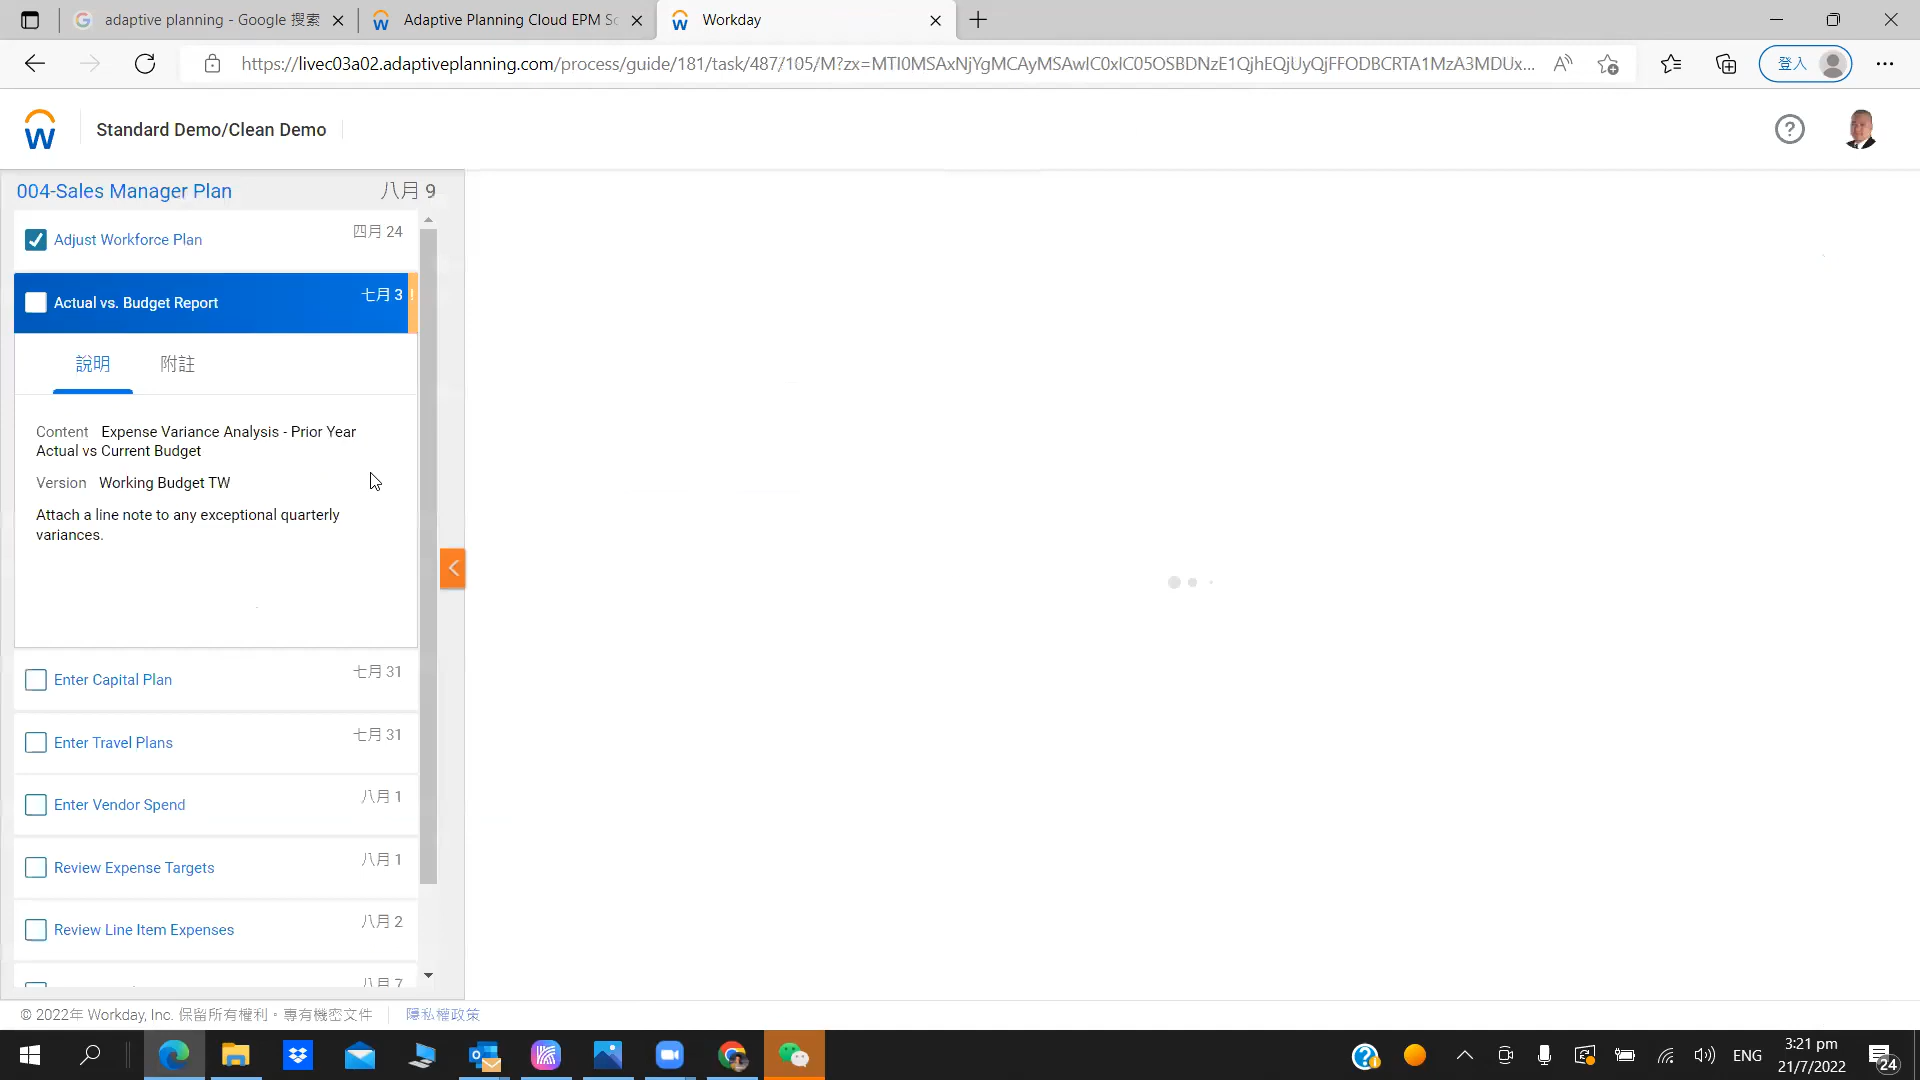 adaptive planning - Google 搜索
Adaptive Planning Cloud EPM Sc
Workday
https://livec03a02.adaptiveplanning.com/process/guide/181/task/487/105/M?zx=MTI0MSAxNjYgMCAyMSAwIC0xIC05OSBDNzE1QjhEQjUyQjFFODBCRTA1MzA3MDUx...
登入
Standard Demo/Clean Demo
004-Sales Manager Plan 八月 9
Adjust Workforce Plan 四月 24
Actual vs. Budget Report 七月 3 !
說明 附註
Content Expense Variance Analysis - Prior Year
Actual vs Current Budget
Version Working Budget TW
Attach a line note to any exceptional quarterly
variances.
Enter Capital Plan 七月 31
Enter Travel Plans 七月 31
Enter Vendor Spend 八月 1
Review Expense Targets 八月 1
Review Line Item Expenses 八月 2
八月 7
© 2022年 Workday, Inc. 保留所有權利。專有機密文件 隱私權政策
ENG
3:21 pm
21/7/2022
24